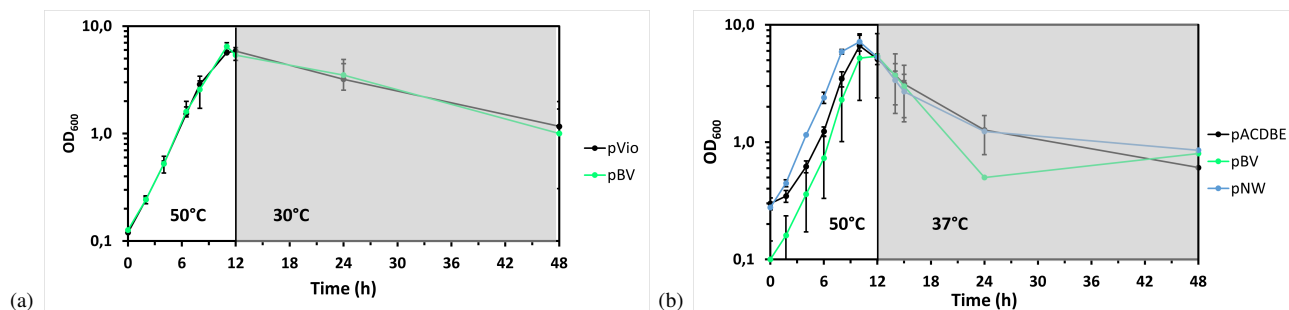 10,0
1,0
0,1
OD600
50°C
30°C
0
6
12
18
24
30
36
42
48
Time (h)
pVio
pBV
(a)
10,0
1,0
0,1
OD600
50°C
37°C
0
6
12
18
24
30
36
42
48
Time (h)
pACDBE
pBV
pNW
(b)